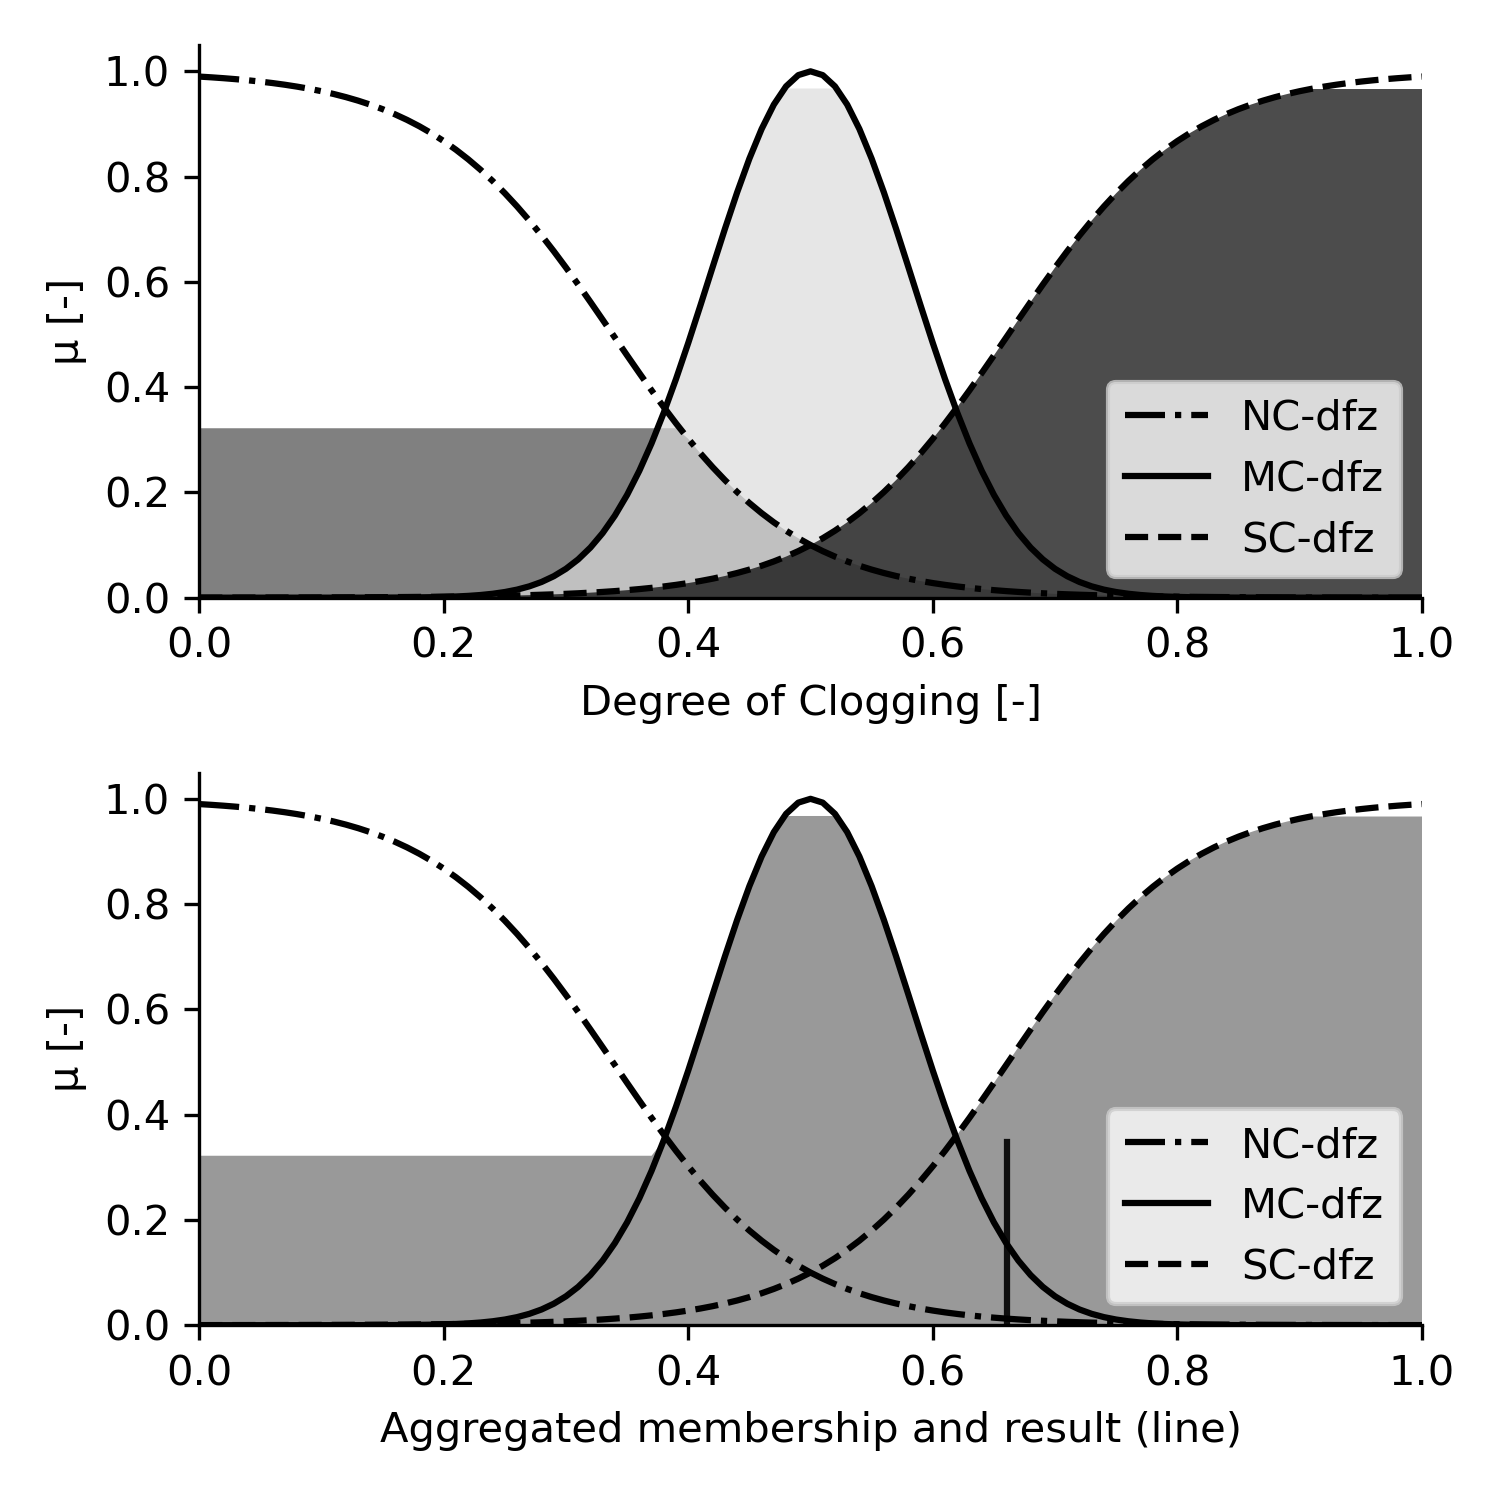 1.0
0.8
0.6
0.4
0.2
0.0
µ [-]
NC-dfz
MC-dfz
SC-dfz
0.0 0.2 0.4 0.6 0.8 1.0
Degree of Clogging [-]
1.0
0.8
0.6
0.4
0.2
0.0
µ [-]
NC-dfz
MC-dfz
SC-dfz
0.0 0.2 0.4 0.6 0.8 1.0
Aggregated membership and result (line)